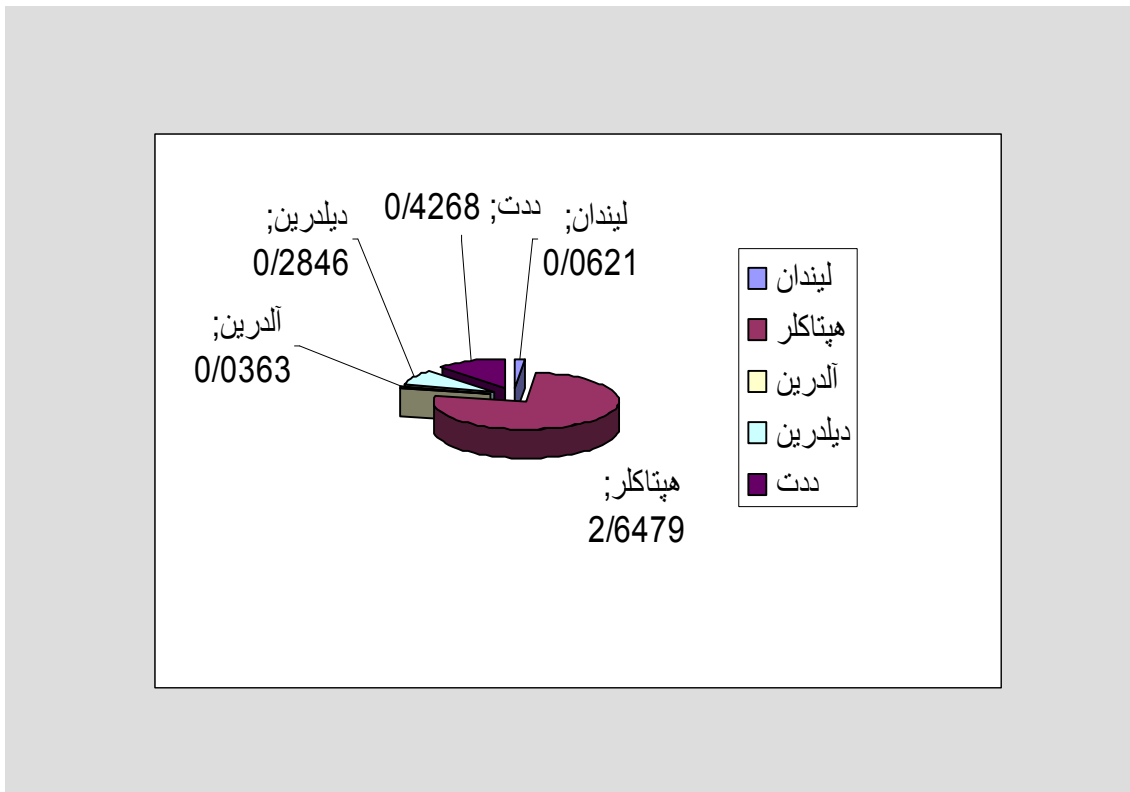 ددت; 0/4268
لیندان;
0/0621
دیلدرین;
0/2846
آلدرین;
0/0363
هپتاکلر;
2/6479
لیندان
هپتاکلر
آلدرین
دیلدرین
ددت